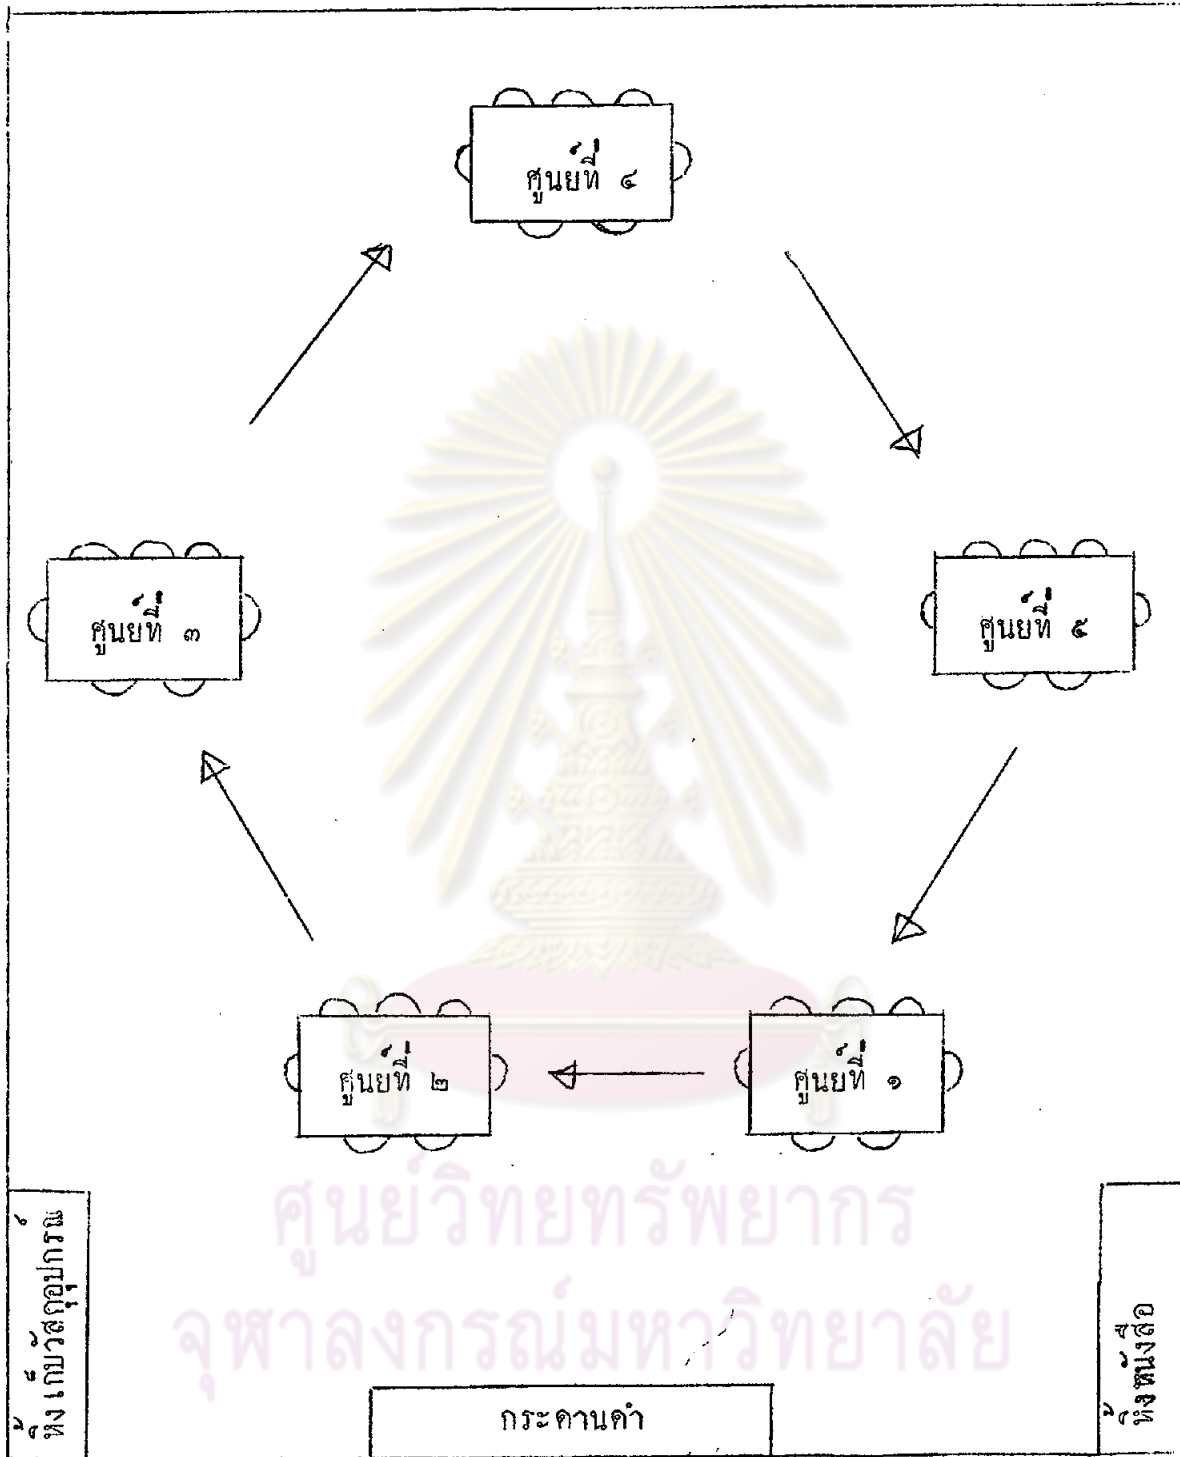 ศูนย์ที่ ๔
ศูนย์ที่ ๓
ศูนย์ที่ ๕
ศูนย์ที่ ๒
ศูนย์ที่ ๑
ศูนย์วิทยทรัพยากร
จุฬาลงกรณ์มหาวิทยาลัย
หิ้งเก็บวัสดุอุปกรณ์
กระดานดำ
หิ้งหนังสือ